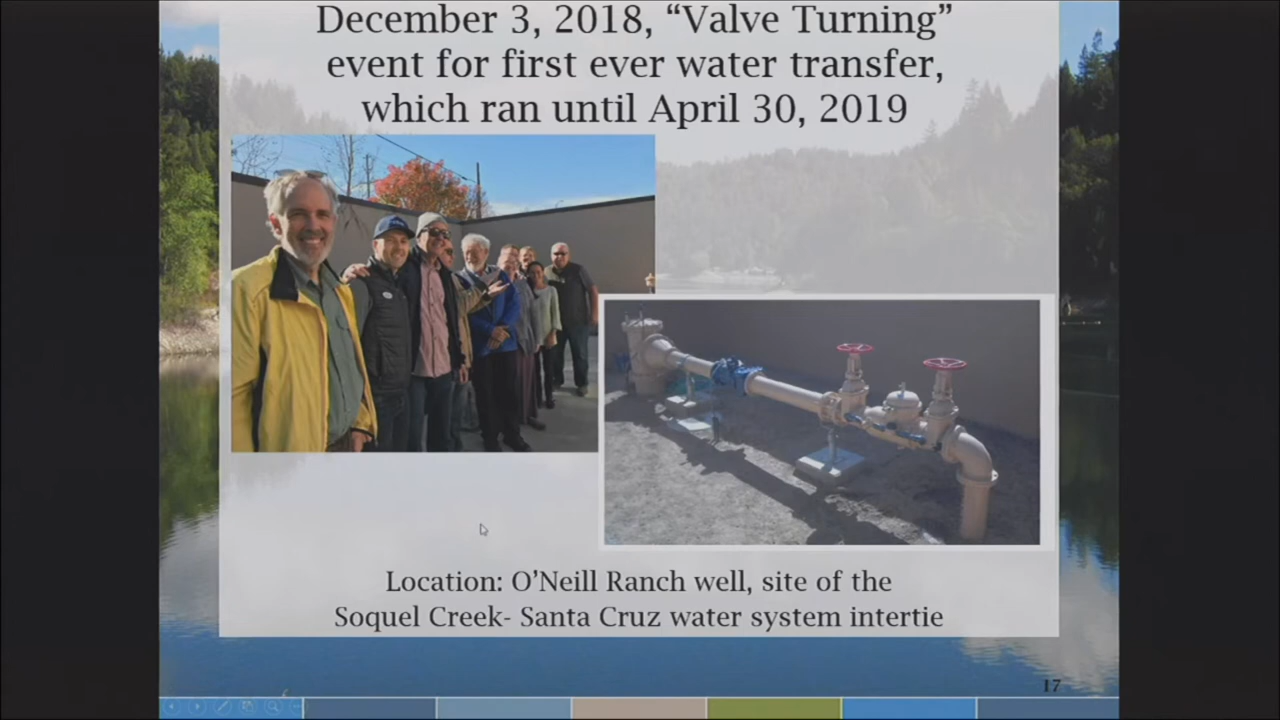 December 3, 2018, “Valve Turning”
event for first ever water transfer,
which ran until April 30, 2019
Location: O’Neill Ranch well, site of the
Soquel Creek- Santa Cruz water system intertie
17